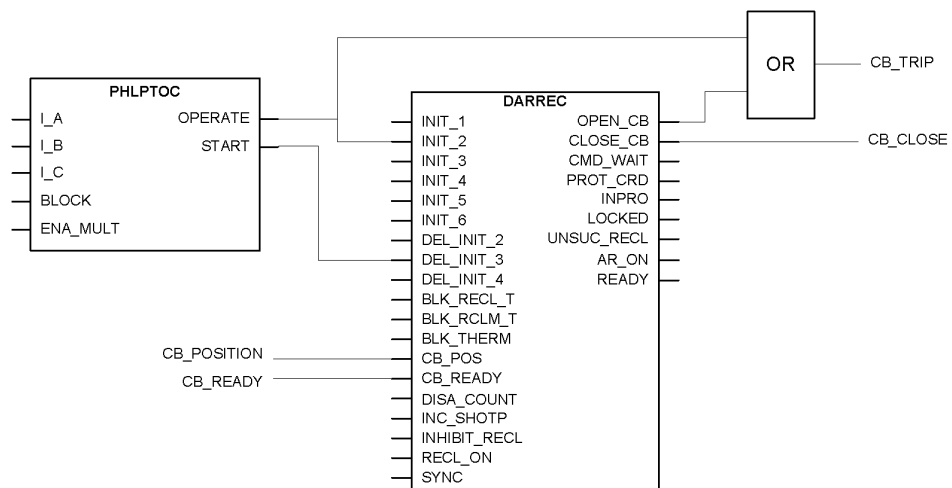 PHLPTOC
I_A
I_B
I_C
BLOCK
ENA_MULT
OPERATE
START
DARREC
INIT_1
INIT_2
INIT_3
INIT_4
INIT_5
INIT_6
DEL_INIT_2
DEL_INIT_3
DEL_INIT_4
BLK_RECL_T
BLK_RCLM_T
BLK_THERM
CB_POS
CB_READY
DISA_COUNT
INC_SHOTP
INHIBIT_RECL
RECL_ON
SYNC
OPEN_CB
CLOSE_CB
CMD_WAIT
PROT_CRD
INPRO
LOCKED
UNSUC_RECL
AR_ON
READY
CB_POSITION
CB_READY
OR
CB_TRIP
CB_CLOSE